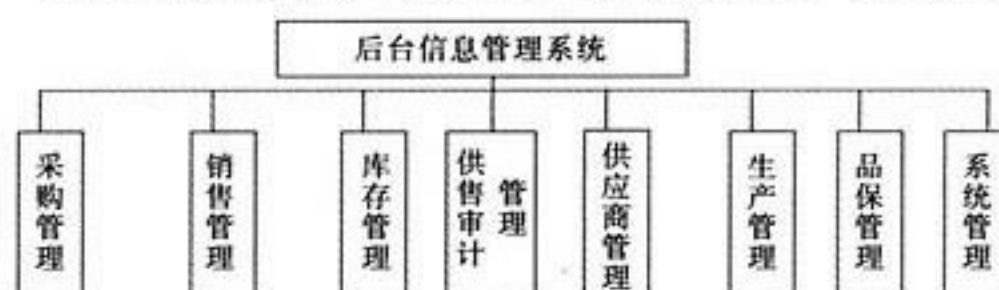 后台信息管理系统
采购管理
销售管理
库存管理
供售审计
管理
供应商管理
生产管理
品保管理
系统管理